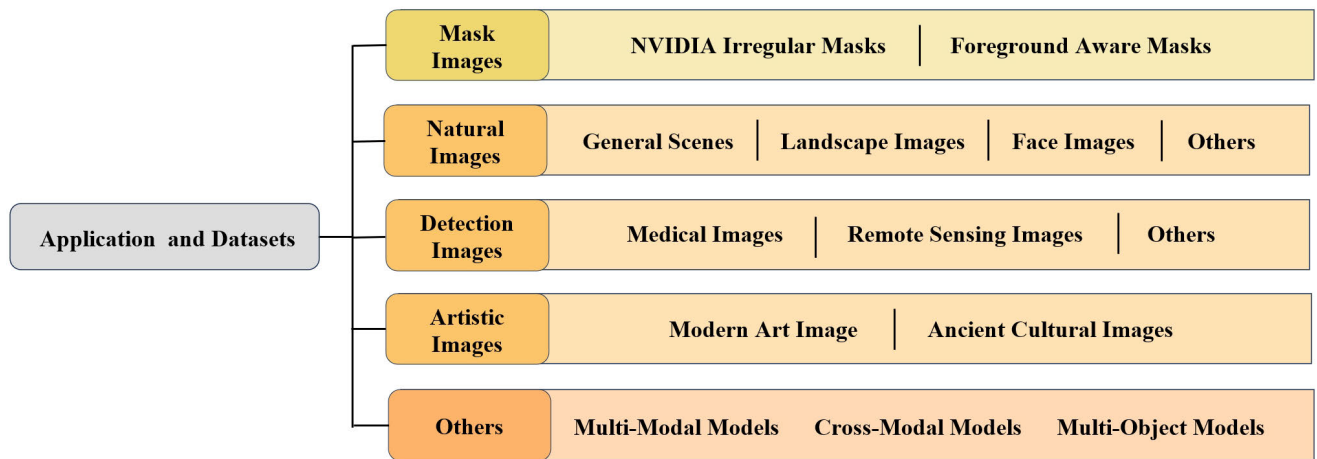 Mask
Images
NVIDIA Irregular Masks
Foreground Aware Masks
Natural
Images
General Scenes
Landscape Images
Face Images
Others
Application and Datasets
Detection
Images
Medical Images
Remote Sensing Images
Others
Artistic
Images
Modern Art Image
Ancient Cultural Images
Others
Multi-Modal Models
Cross-Modal Models
Multi-Object Models